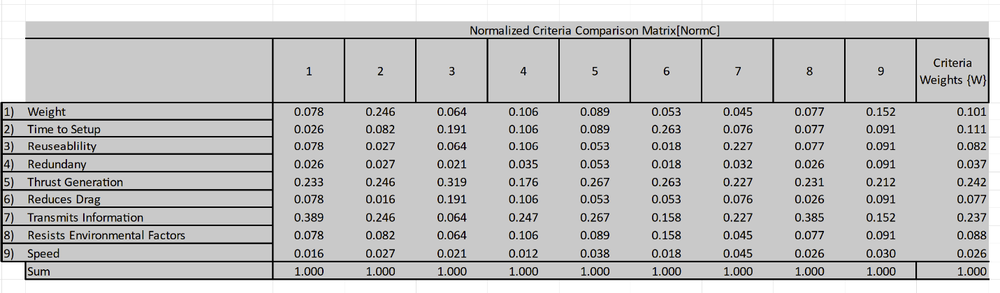 Normalized Criteria Comparison Matrix[NormC]
1 2 3 4 5 6 7 8 9 Criteria Weights {W}
1) Weight 0.078 0.246 0.064 0.106 0.089 0.053 0.045 0.077 0.152 0.101
2) Time to Setup 0.026 0.082 0.191 0.106 0.089 0.263 0.076 0.077 0.091 0.111
3) Reuseablility 0.078 0.027 0.064 0.106 0.053 0.018 0.227 0.077 0.091 0.082
4) Redundany 0.026 0.027 0.021 0.035 0.053 0.018 0.032 0.026 0.091 0.037
5) Thrust Generation 0.233 0.246 0.319 0.176 0.267 0.263 0.227 0.231 0.212 0.242
6) Reduces Drag 0.078 0.016 0.191 0.106 0.053 0.053 0.076 0.026 0.091 0.077
7) Transmits Information 0.389 0.246 0.064 0.247 0.267 0.158 0.227 0.385 0.152 0.237
8) Resists Environmental Factors 0.078 0.082 0.064 0.106 0.089 0.158 0.045 0.077 0.091 0.088
9) Speed 0.016 0.027 0.021 0.012 0.038 0.018 0.045 0.026 0.030 0.026
Sum 1.000 1.000 1.000 1.000 1.000 1.000 1.000 1.000 1.000 1.000